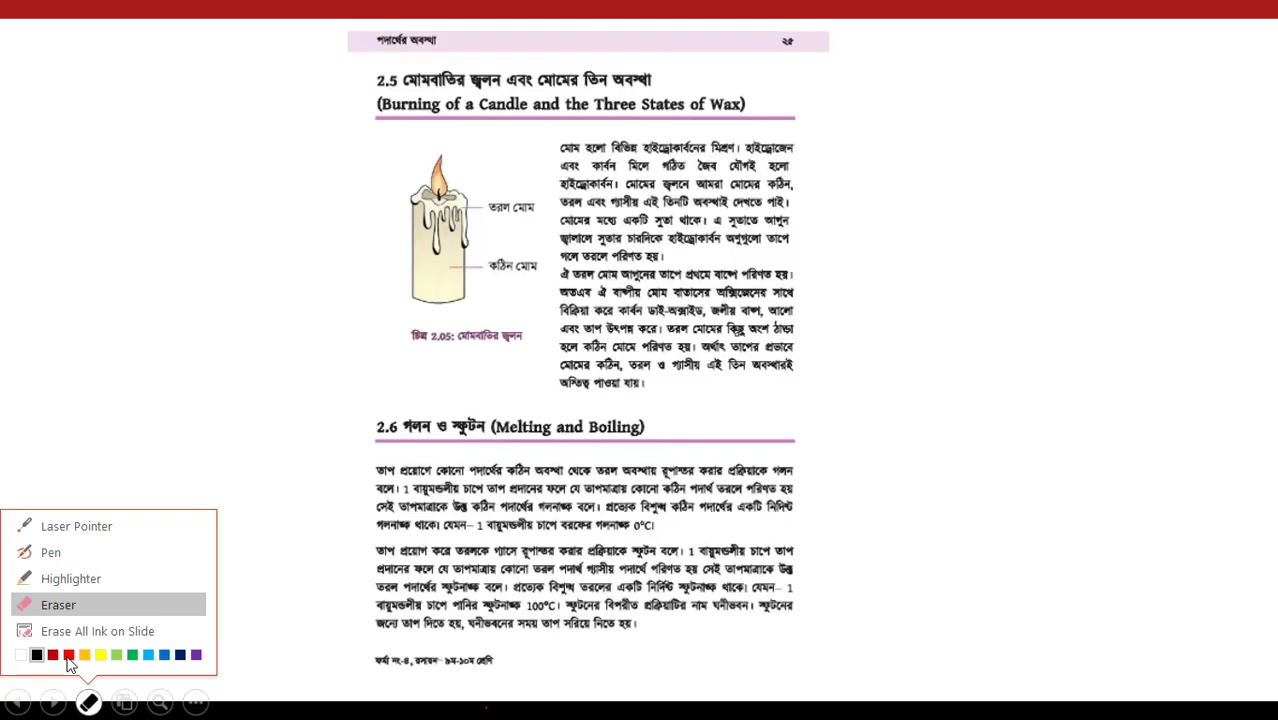 পদার্থের অবস্থা ২৫
2.5 মোমবাতির জ্বলন এবং মোমের তিন অবস্থা
(Burning of a Candle and the Three States of Wax)
তরল মোম
কঠিন মোম
চিত্র 2.05: মোমবাতির জ্বলন
মোম হলো বিভিন্ন হাইড্রোকার্বনের মিশ্রণ। হাইড্রোজেন
এবং কার্বন মিলে গঠিত জৈব যৌগই হলো
হাইড্রোকার্বন। মোমের জ্বলনে আমরা মোমের কঠিন,
তরল এবং গ্যাসীয় এই তিনটি অবস্থাই দেখতে পাই।
মোমের মধ্যে একটি সুতা থাকে। এ সুতাতে আগুন
জ্বালালে সুতার চারদিকে হাইড্রোকার্বন অণুগুলো তাপে
গলে তরলে পরিণত হয়।
ঐ তরল মোম আগুনের তাপে প্রথমে বাষ্পে পরিণত হয়।
অতএব ঐ বাষ্পীয় মোম বাতাসের অক্সিজেনের সাথে
বিক্রিয়া করে কার্বন ডাই-অক্সাইড, জলীয় বাষ্প, আলো
এবং তাপ উৎপন্ন করে। তরল মোমের কিছু অংশ ঠান্ডা
হলে কঠিন মোমে পরিণত হয়। অর্থাৎ তাপের প্রভাবে
মোমের কঠিন, তরল ও গ্যাসীয় এই তিন অবস্থারই
অস্তিত্ব পাওয়া যায়।
2.6 গলন ও স্ফুটন (Melting and Boiling)
তাপ প্রয়োগে কোনো পদার্থের কঠিন অবস্থা থেকে তরল অবস্থায় রূপান্তর করার প্রক্রিয়াকে গলন
বলে। 1 বায়ুমণ্ডলীয় চাপে তাপ প্রদানের ফলে যে তাপমাত্রায় কোনো কঠিন পদার্থ তরলে পরিণত হয়
সেই তাপমাত্রাকে উক্ত কঠিন পদার্থের গলনাঙ্ক বলে। প্রত্যেক বিশুদ্ধ কঠিন পদার্থের একটি নির্দিষ্ট
গলনাঙ্ক থাকে। যেমন– 1 বায়ুমণ্ডলীয় চাপে বরফের গলনাঙ্ক 0°C।
তাপ প্রয়োগ করে তরলকে গ্যাসে রূপান্তর করার প্রক্রিয়াকে স্ফুটন বলে। 1 বায়ুমণ্ডলীয় চাপে তাপ
প্রদানের ফলে যে তাপমাত্রায় কোনো তরল পদার্থ গ্যাসীয় পদার্থে পরিণত হয় সেই তাপমাত্রাকে উক্ত
তরল পদার্থের স্ফুটনাঙ্ক বলে। প্রত্যেক বিশুদ্ধ তরলের একটি নির্দিষ্ট স্ফুটনাঙ্ক থাকে। যেমন– 1
বায়ুমণ্ডলীয় চাপে পানির স্ফুটনাঙ্ক 100°C। স্ফুটনের বিপরীত প্রক্রিয়াটির নাম ঘনীভবন। স্ফুটনের
জন্যে তাপ দিতে হয়, ঘনীভবনের সময় তাপ সরিয়ে নিতে হয়।
ফর্মা নং-৪, রসায়ন- ৯ম-১০ম শ্রেণি
Laser Pointer
Pen
Highlighter
Eraser
Erase All Ink on Slide